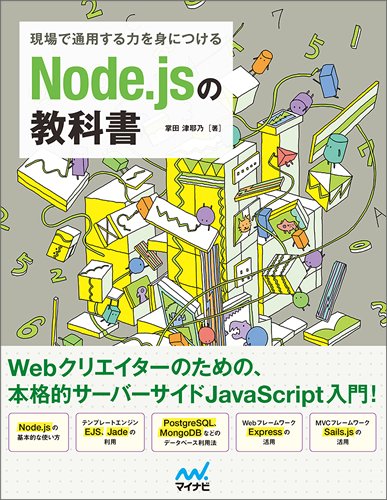 現場で通用する力を身につける
Node.jsの
教科書
掌田 津耶乃 [著]
Webクリエイターのための、
本格的サーバーサイドJavaScript入門!
Node.jsの
基本的な使い方
テンプレートエンジン
EJS、Jadeの
利用
PostgreSQL、
MongoDBなどの
データベース利用法
Webフレームワーク
Expressの
活用
MVCフレームワーク
Sails.jsの
活用
マイナビ